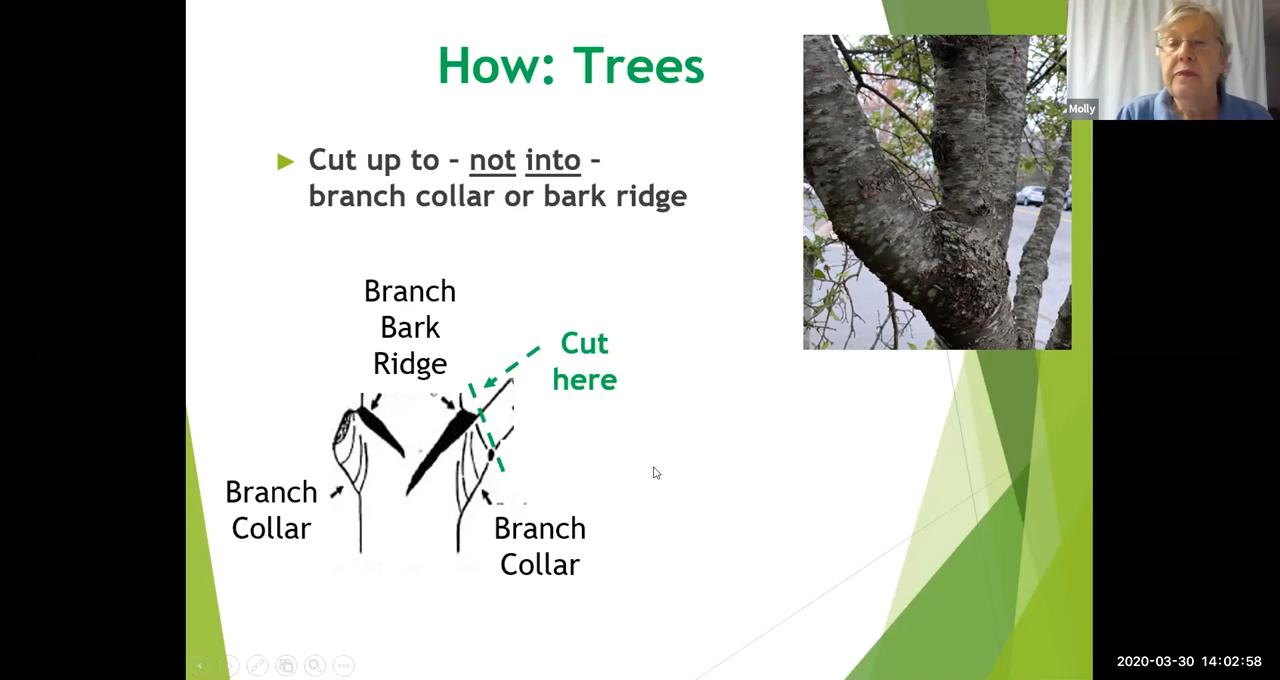 How: Trees
Cut up to - not into -
branch collar or bark ridge
Branch
Bark
Ridge
Cut
here
Branch
Collar
Branch
Collar
Molly
2020-03-30 14:02:58